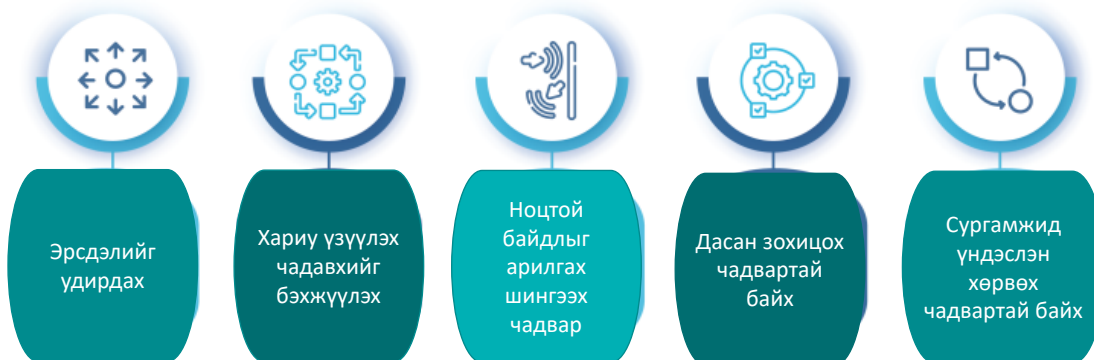 Эрсдэлийг
удирдах
Хариу үзүүлэх
чадавхийг
бэхжүүлэх
Ноцтой
байдлыг
арилгах
шингээх
чадвар
Дасан зохицох
чадвартай
байх
Сургамжид
үндэслэн
хөрвөх
чадвартай байх